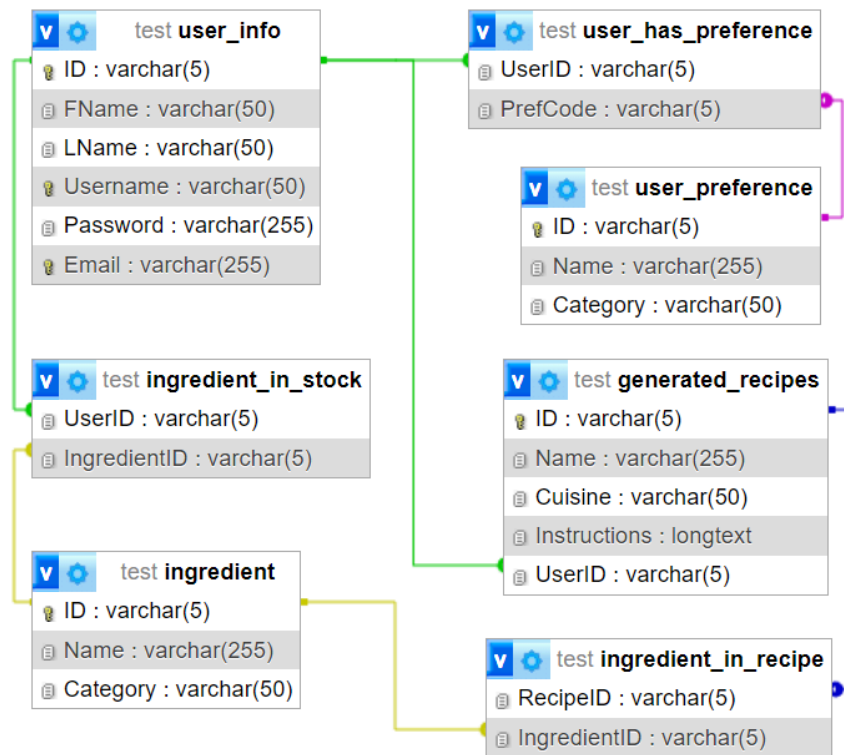 v test user_info
ID : varchar(5)
FName : varchar(50)
LName : varchar(50)
Username : varchar(50)
Password : varchar(255)
Email : varchar(255)
v test user_has_preference
UserID : varchar(5)
PrefCode : varchar(5)
v test user_preference
ID : varchar(5)
Name : varchar(255)
Category : varchar(50)
v test ingredient_in_stock
UserID : varchar(5)
IngredientID : varchar(5)
v test generated_recipes
ID : varchar(5)
Name : varchar(255)
Cuisine : varchar(50)
Instructions : longtext
UserID : varchar(5)
v test ingredient
ID : varchar(5)
Name : varchar(255)
Category : varchar(50)
v test ingredient_in_recipe
RecipeID : varchar(5)
IngredientID : varchar(5)